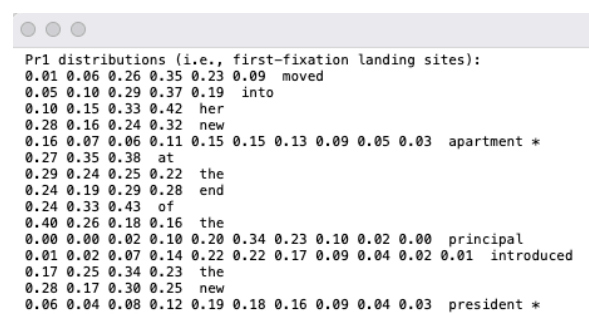 Pr1 distributions (i.e., first-fixation landing sites):
0.01 0.06 0.26 0.35 0.23 0.09 moved
0.05 0.10 0.29 0.37 0.19 into
0.10 0.15 0.33 0.42 her
0.28 0.16 0.24 0.32 new
0.16 0.07 0.06 0.11 0.15 0.15 0.13 0.09 0.05 0.03 apartment *
0.27 0.35 0.38 at
0.29 0.24 0.25 0.22 the
0.24 0.19 0.29 0.28 end
0.24 0.33 0.43 of
0.40 0.26 0.18 0.16 the
0.00 0.00 0.02 0.10 0.20 0.34 0.23 0.10 0.02 0.00 principal
0.01 0.02 0.07 0.14 0.22 0.22 0.17 0.09 0.04 0.02 0.01 introduced
0.17 0.25 0.34 0.23 the
0.28 0.17 0.30 0.25 new
0.06 0.04 0.08 0.12 0.19 0.18 0.16 0.09 0.04 0.03 president *